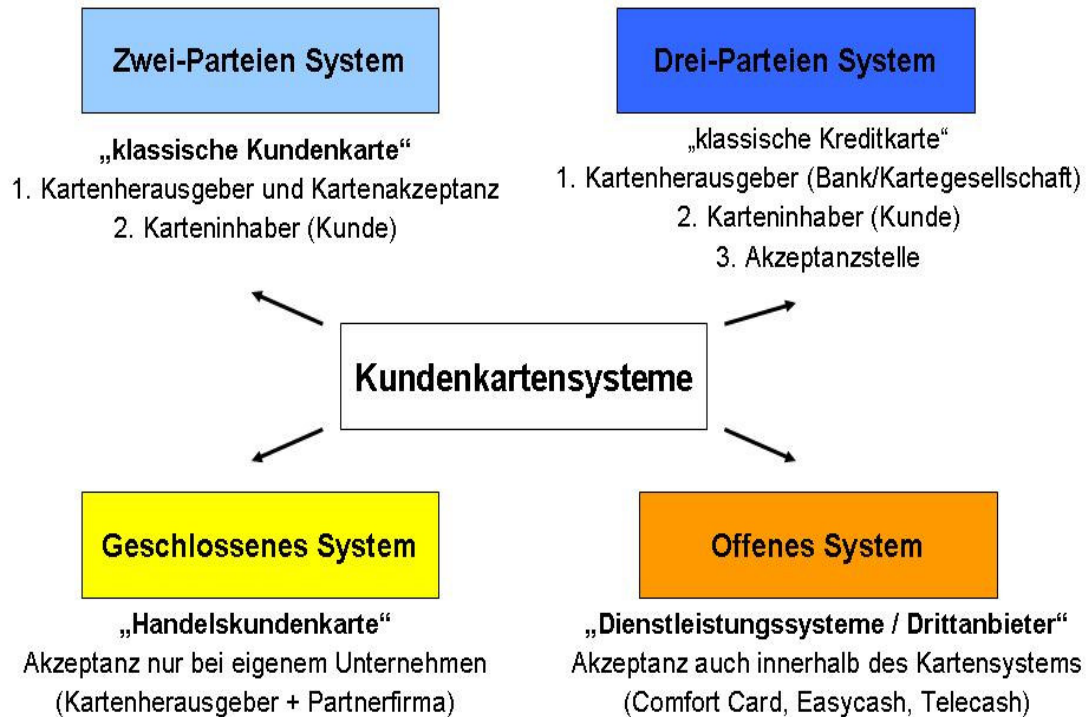 Zwei-Parteien System
„klassische Kundenkarte“
1. Kartenherausgeber und Kartenakzeptanz
2. Karteninhaber (Kunde)
Drei-Parteien System
„klassische Kreditkarte“
1. Kartenherausgeber (Bank/Kartegesellschaft)
2. Karteninhaber (Kunde)
3. Akzeptanzstelle
Kundenkartensysteme
Geschlossenes System
„Handelskundenkarte“
Akzeptanz nur bei eigenem Unternehmen
(Kartenherausgeber + Partnerfirma)
Offenes System
„Dienstleistungssysteme / Drittanbieter“
Akzeptanz auch innerhalb des Kartensystems
(Comfort Card, Easycash, Telecash)